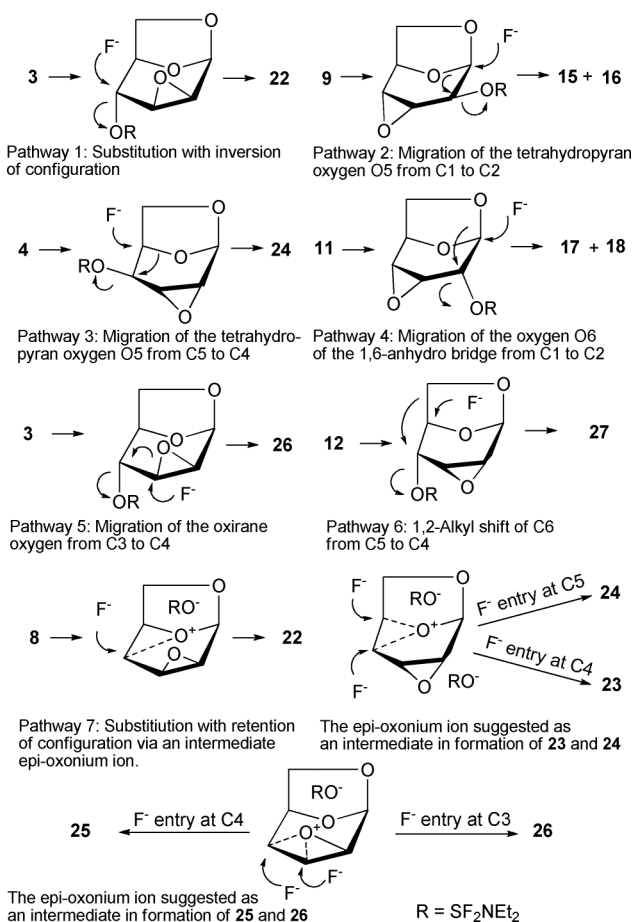 F⁻ O F⁻ O
3 O O 22 9 O OR 15 + 16
OR O
Pathway 1: Substitution with inversion
of configuration
Pathway 2: Migration of the tetrahydropyran
oxygen O5 from C1 to C2
F⁻ O O F⁻
4 RO O 24 11 O 17 + 18
O O OR
Pathway 3: Migration of the tetrahydro-
pyran oxygen O5 from C5 to C4
Pathway 4: Migration of the oxygen O6
of the 1,6-anhydro bridge from C1 to C2
O O
3 O O 26 12 F⁻ O 27
OR F⁻ OR O
Pathway 5: Migration of the oxirane
oxygen from C3 to C4
Pathway 6: 1,2-Alkyl shift of C6
from C5 to C4
F⁻ RO⁻ O F⁻ RO⁻ O F⁻ entry at C5 24
8 O⁺ O 22 O⁺ O F⁻ RO⁻ F⁻ entry at C4 23
Pathway 7: Substitiution with retention
of configuration via an intermediate
epi-oxonium ion.
The epi-oxonium ion suggested as
an intermediate in formation of 23 and 24
O
RO⁻
25 F⁻ entry at C4 O O⁺ F⁻ entry at C3 26
F⁻ F⁻
The epi-oxonium ion suggested as
an intermediate in formation of 25 and 26
R = SF₂NEt₂